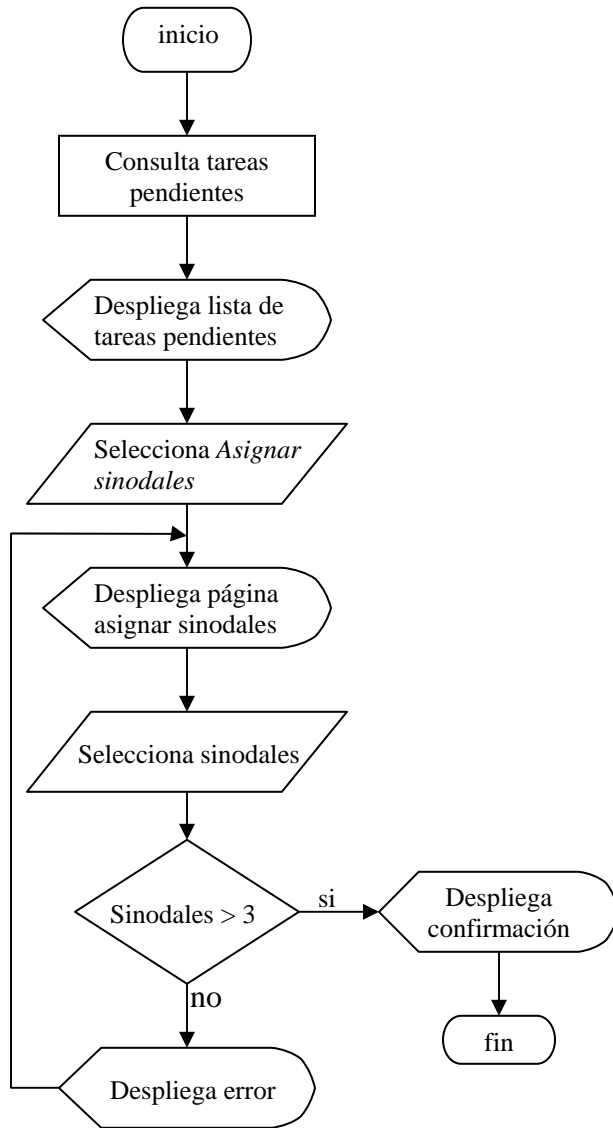 inicio
Consulta tareas
pendientes
Despliega lista de
tareas pendientes
Selecciona Asignar
sinodales
Despliega página
asignar sinodales
Selecciona sinodales
Sinodales > 3
si
Despliega
confirmación
no
fin
Despliega error